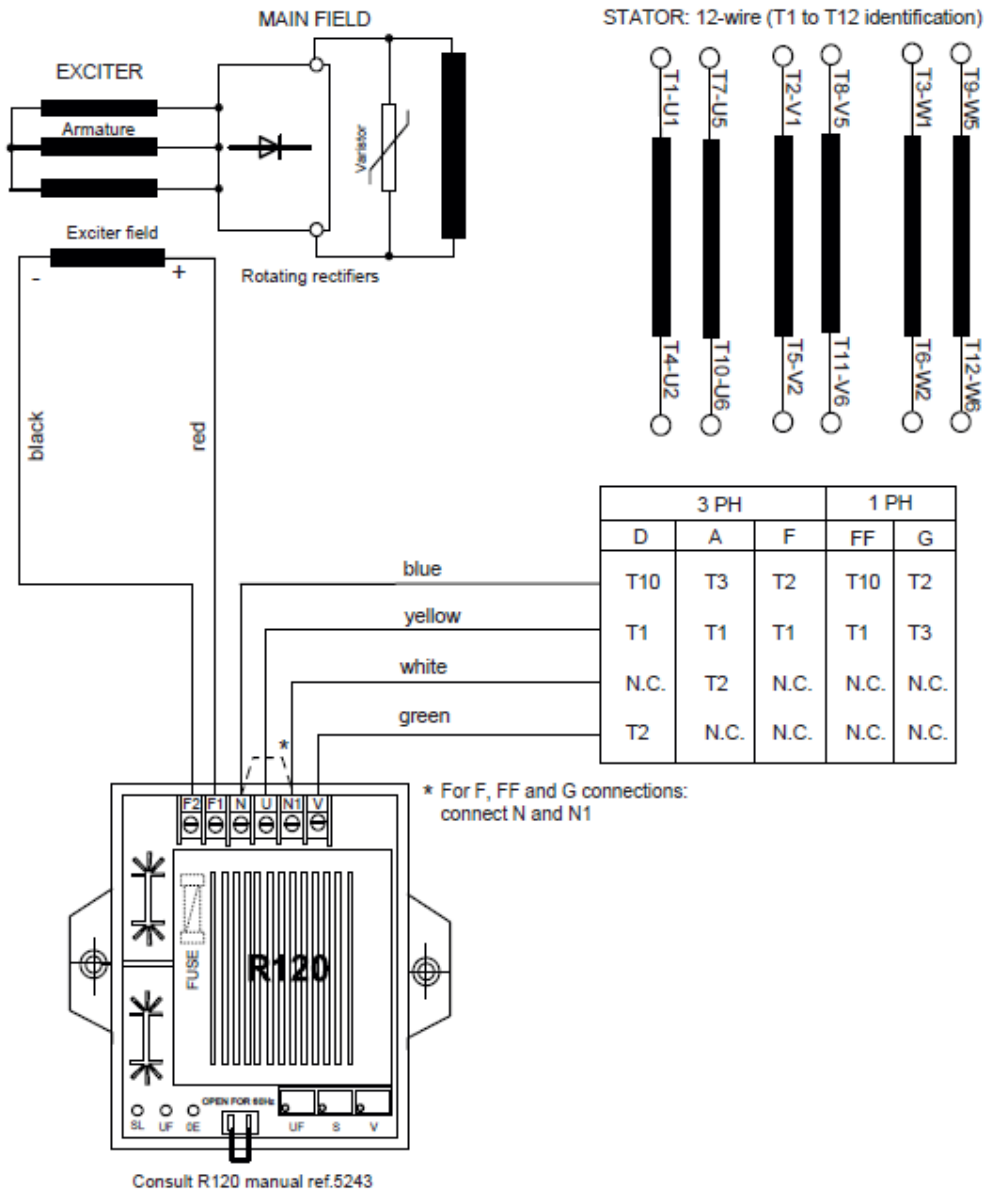 MAIN FIELD
EXCITER
Armature
Varistor
Exciter field
-
+
Rotating rectifiers
STATOR: 12-wire (T1 to T12 identification)
T1-U1
T7-U5
T2-V1
T8-V5
T3-W1
T9-W5
T4-U2
T10-U6
T5-V2
T11-V6
T6-W2
T12-W6
black
red
3 PH 1 PH
D A F FF G
blue T10 T3 T2 T10 T2
yellow T1 T1 T1 T1 T3
white N.C. T2 N.C. N.C. N.C.
green T2 N.C. N.C. N.C. N.C.
*
* For F, FF and G connections:
connect N and N1
F2 F1 N U N1 V
FUSE
R120
OPEN FOR 60Hz
SL UF 0E UF S V
Consult R120 manual ref.5243